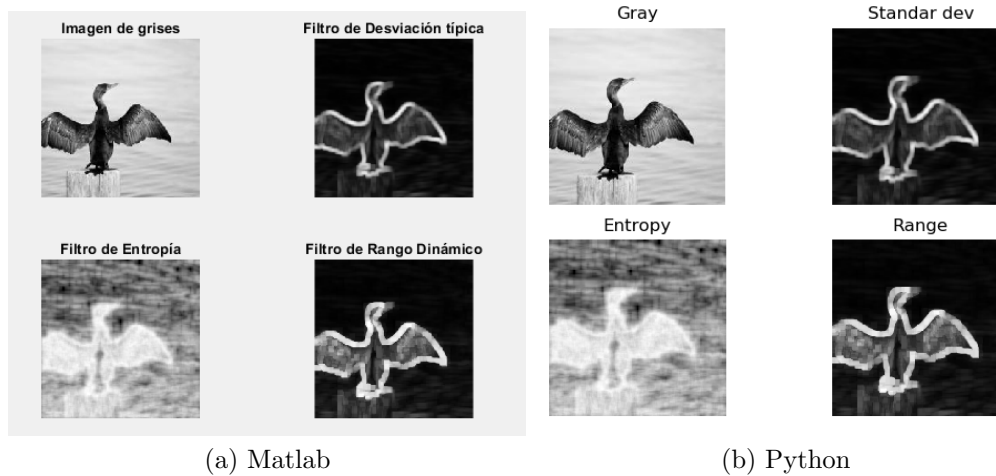 Imagen de grises
Filtro de Desviación típica
Filtro de Entropía
Filtro de Rango Dinámico
(a) Matlab
Gray
Standar dev
Entropy
Range
(b) Python